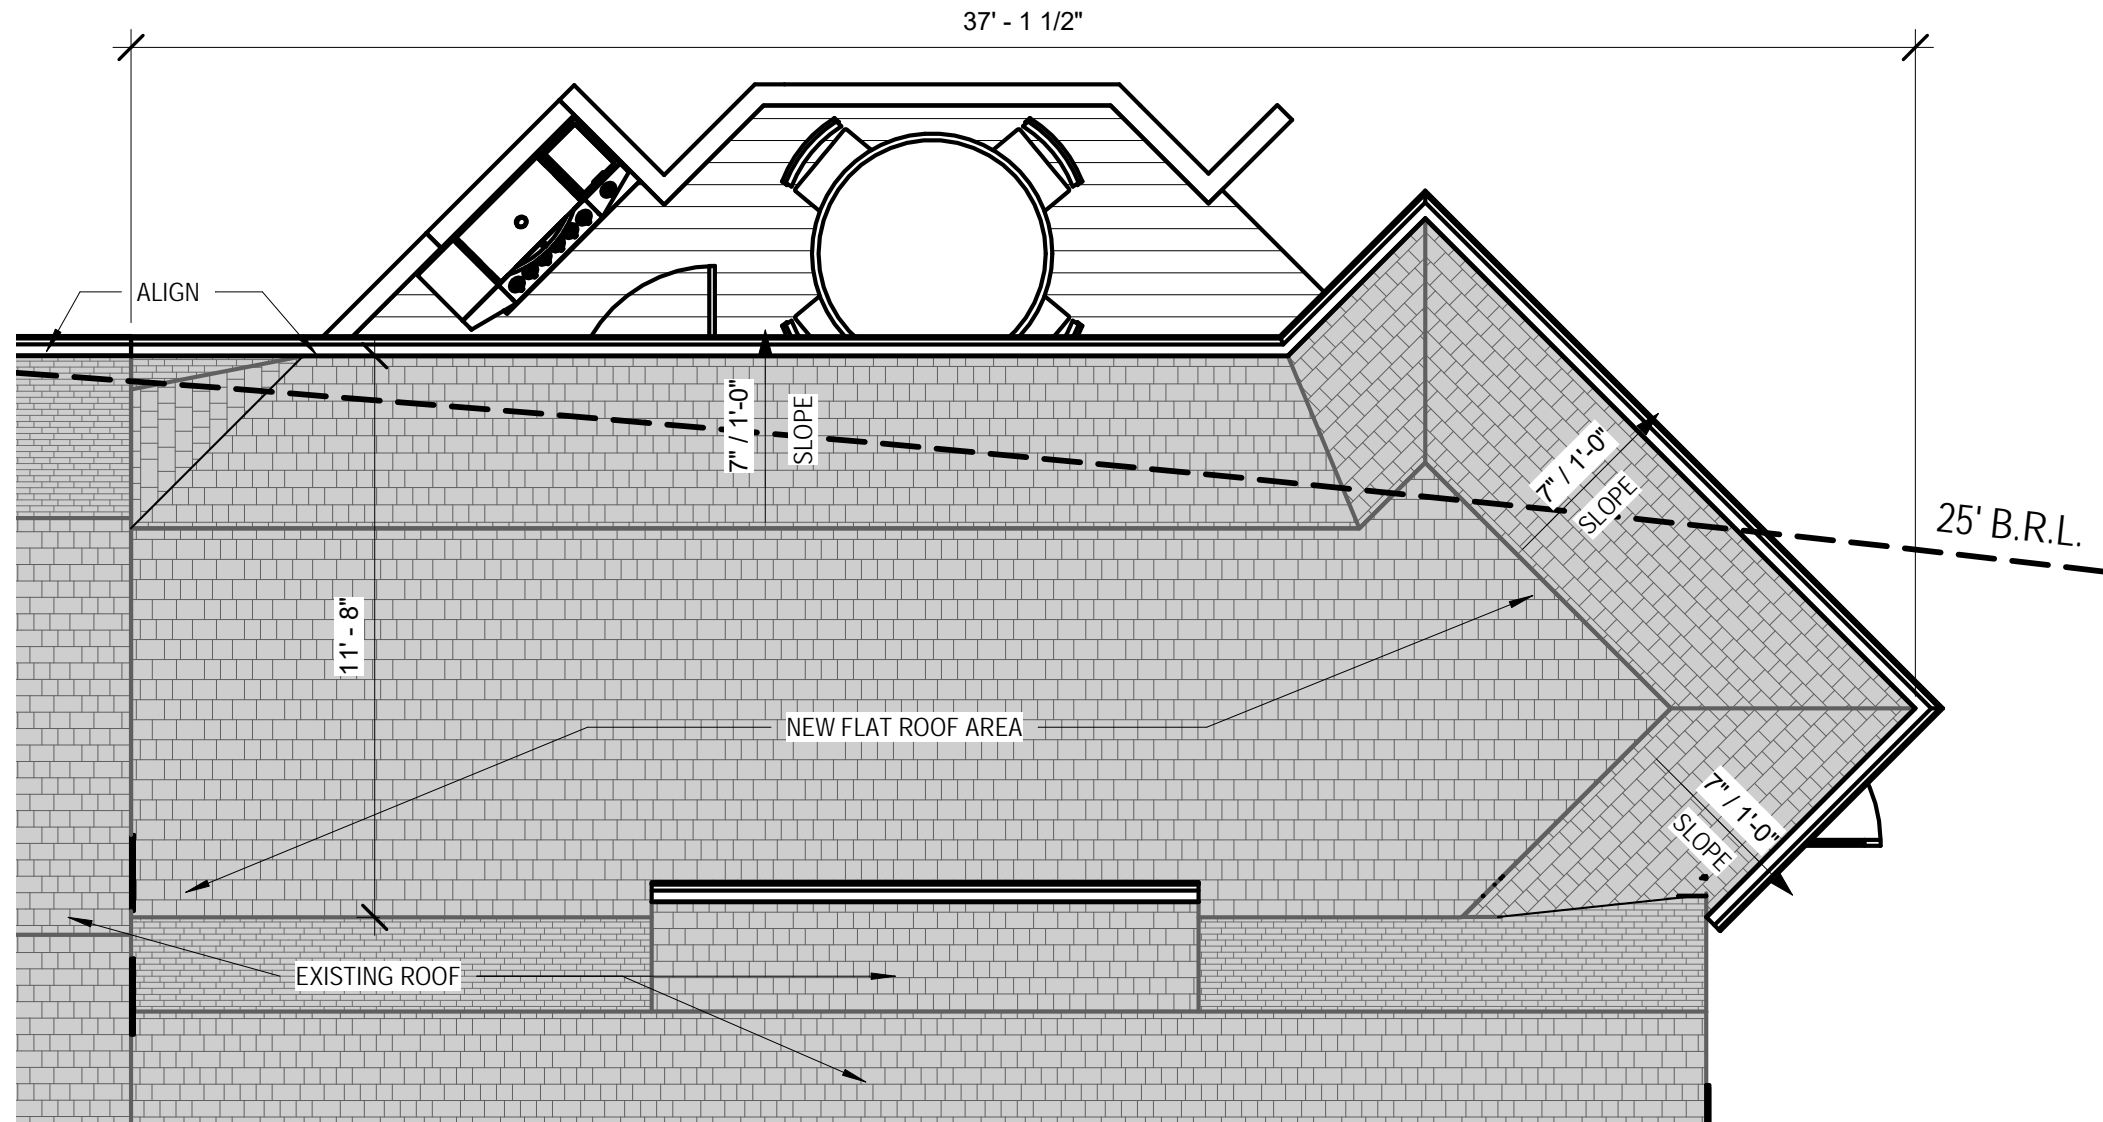 37' - 1 1/2"
ALIGN
7" / 1'-0"
SLOPE
7" / 1'-0"
SLOPE
25' B.R.L.
11' - 8"
NEW FLAT ROOF AREA
7" / 1'-0"
SLOPE
EXISTING ROOF